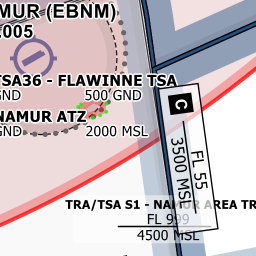 MUR (EBNM)
.005
TSA36 - FLAWINNE TSA
GND 500 GND
NAMUR ATZ
GND 2000 MSL
C
FL 55
3500 MSL
TRA/TSA S1 - NAMUR AREA TR
FL 999
4500 MSL